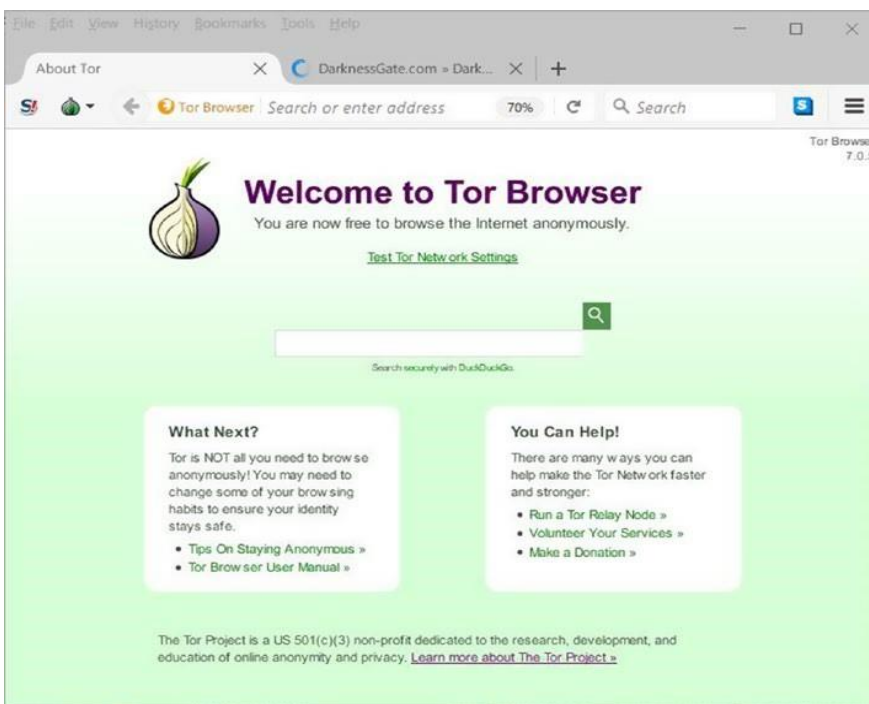 File Edit View History Bookmarks Tools Help
About Tor
DarknessGate.com » Dark...
S!
Tor Browser
Search or enter address
70%
Search
S
Tor Browse
7.0.
Welcome to Tor Browser
You are now free to browse the Internet anonymously.
Test Tor Network Settings
Search securely with DuckDuckGo.
What Next?
Tor is NOT all you need to browse
anonymously! You may need to
change some of your browsing
habits to ensure your identity
stays safe.
• Tips On Staying Anonymous »
• Tor Browser User Manual »
You Can Help!
There are many ways you can
help make the Tor Network faster
and stronger:
• Run a Tor Relay Node »
• Volunteer Your Services »
• Make a Donation »
The Tor Project is a US 501(c)(3) non-profit dedicated to the research, development, and
education of online anonymity and privacy. Learn more about The Tor Project »